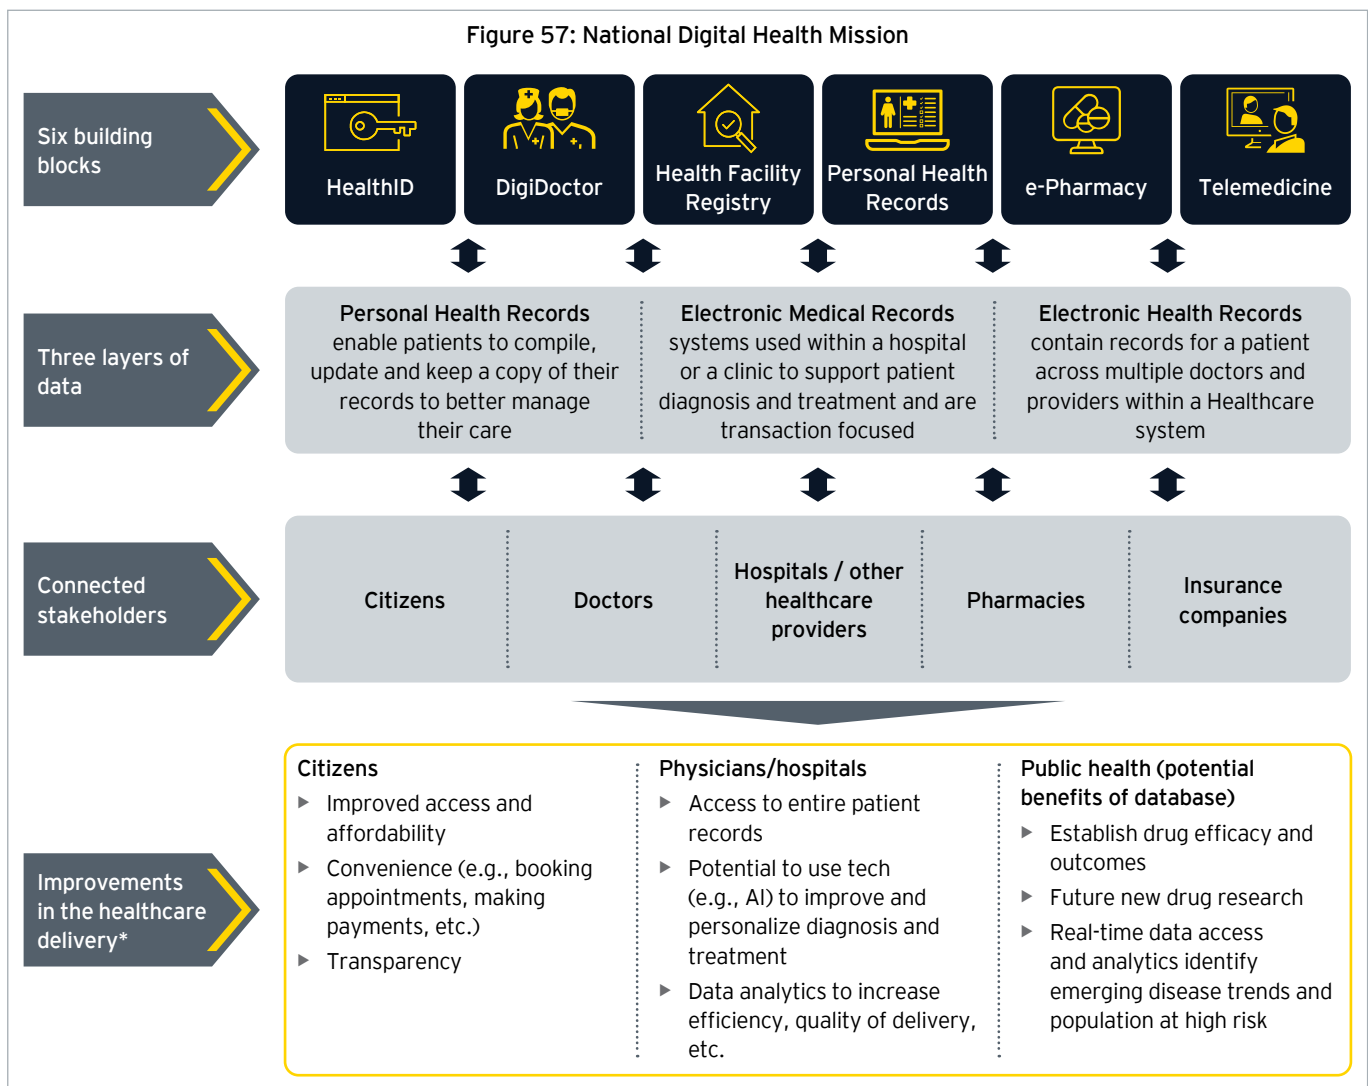 Figure 57: National Digital Health Mission
Six building
blocks
HealthID
DigiDoctor
Health Facility
Registry
Personal Health
Records
e-Pharmacy
Telemedicine
Three layers of
data
Personal Health Records
enable patients to compile,
update and keep a copy of their
records to better manage
their care
Electronic Medical Records
systems used within a hospital
or a clinic to support patient
diagnosis and treatment and are
transaction focused
Electronic Health Records
contain records for a patient
across multiple doctors and
providers within a Healthcare
system
Connected
stakeholders
Citizens
Doctors
Hospitals / other
healthcare
providers
Pharmacies
Insurance
companies
Improvements
in the healthcare
delivery*
Citizens
Improved access and
affordability
Convenience (e.g., booking
appointments, making
payments, etc.)
Transparency
Physicians/hospitals
Access to entire patient
records
Potential to use tech
(e.g., AI) to improve and
personalize diagnosis and
treatment
Data analytics to increase
efficiency, quality of delivery,
etc.
Public health (potential
benefits of database)
Establish drug efficacy and
outcomes
Future new drug research
Real-time data access
and analytics identify
emerging disease trends and
population at high risk